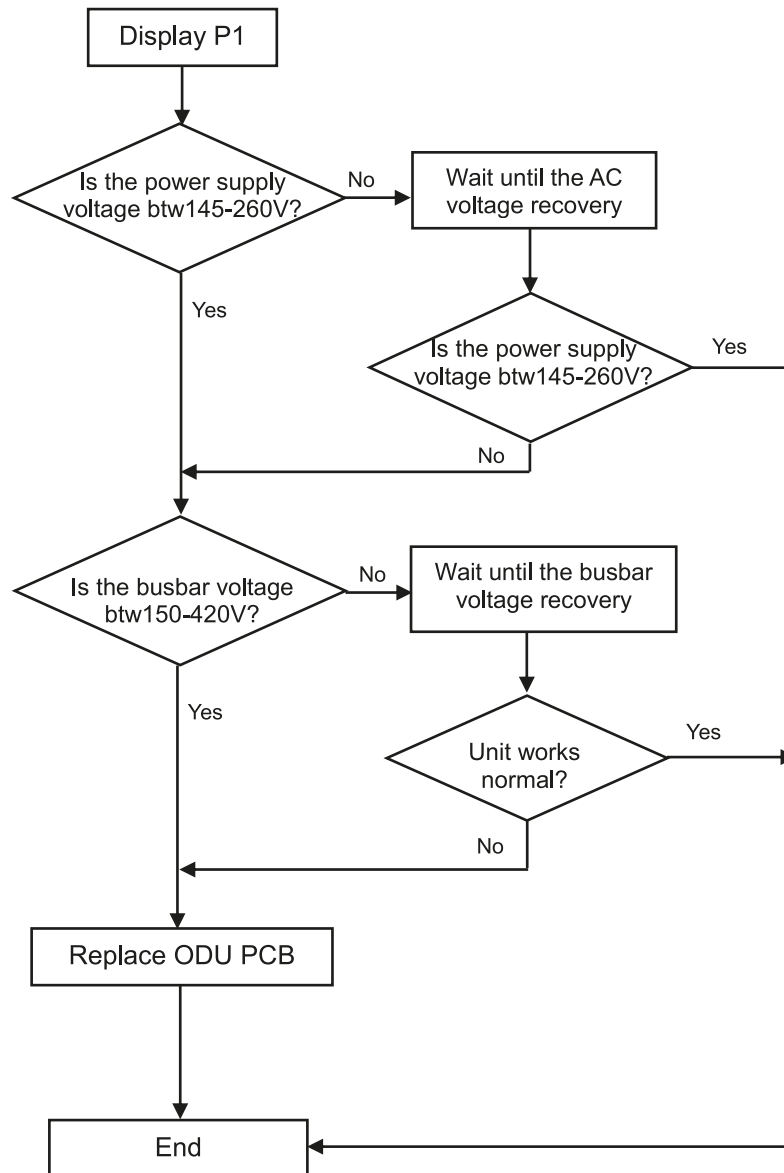 Display P1
Is the power supply
voltage btw145-260V?
No
Wait until the AC
voltage recovery
Yes
Is the power supply
voltage btw145-260V?
Yes
No
Is the busbar voltage
btw150-420V?
No
Wait until the busbar
voltage recovery
Yes
Unit works
normal?
Yes
No
Replace ODU PCB
End